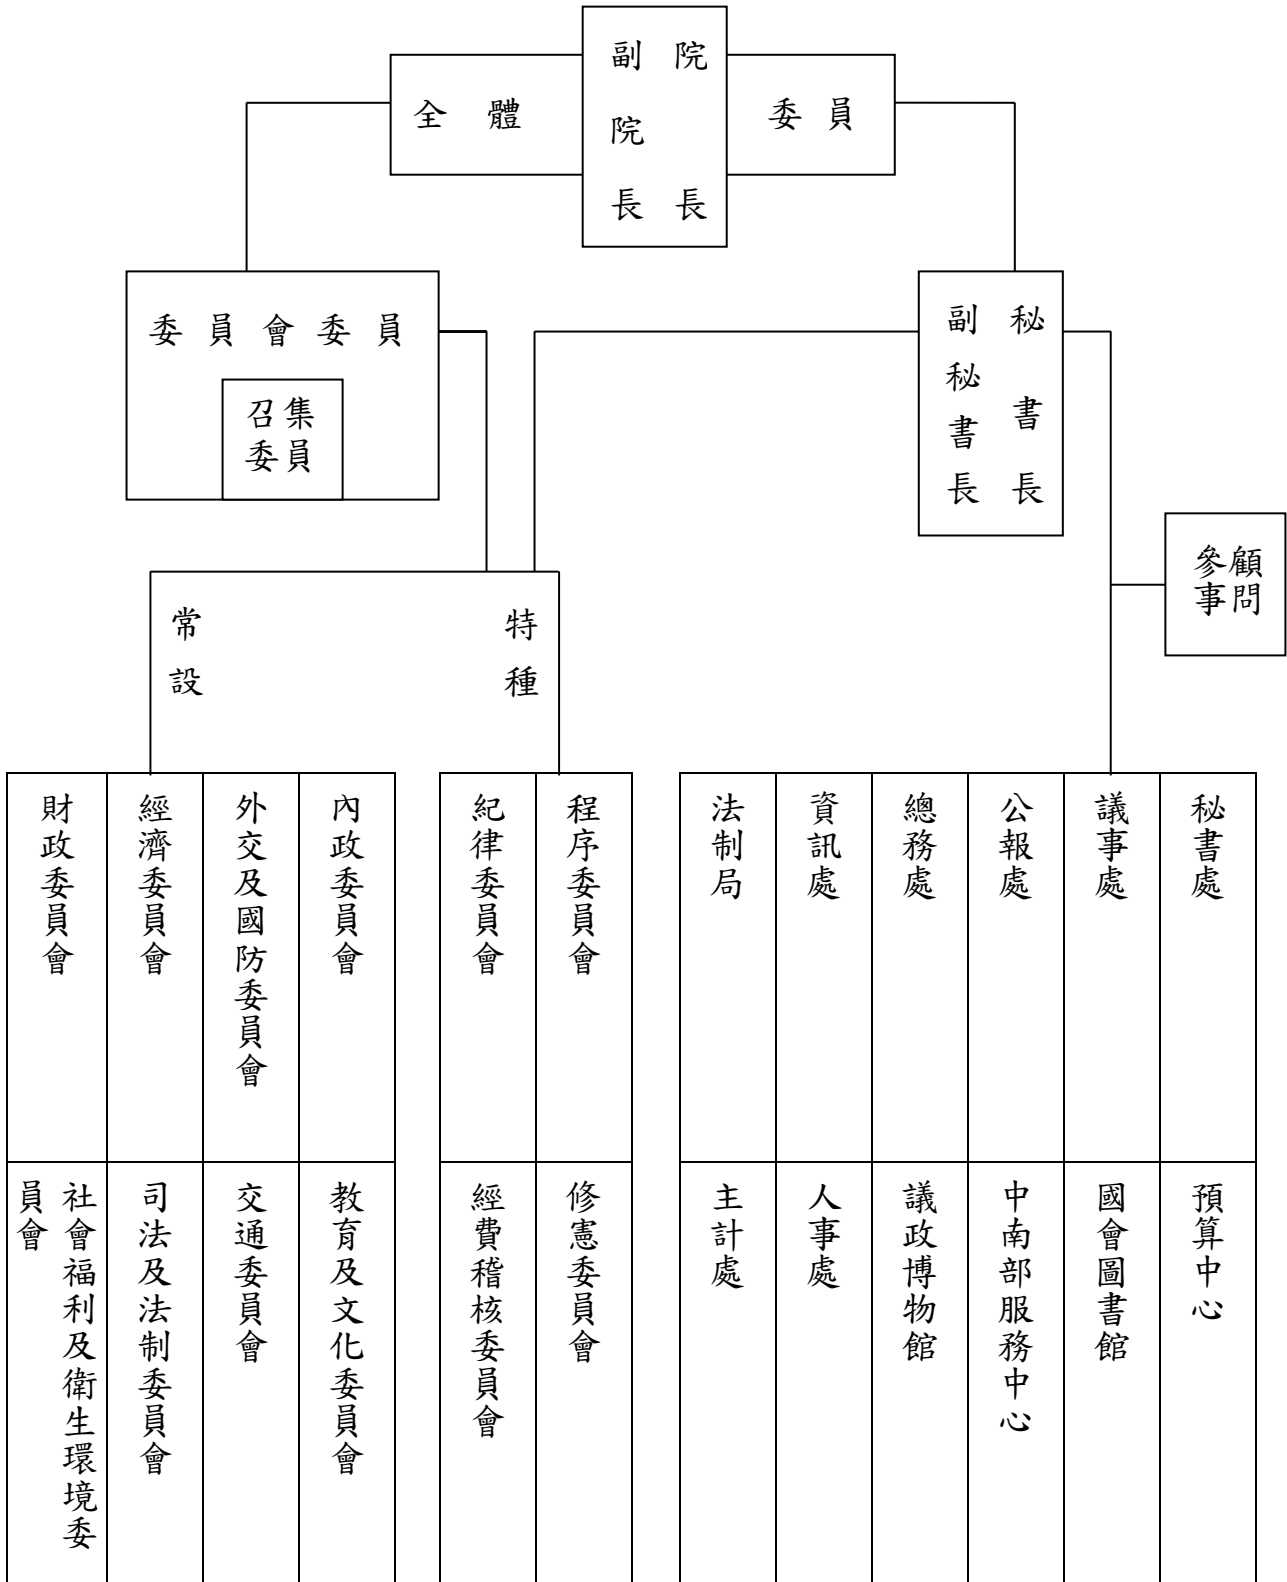 院長
副院長
全體
委員
委員會委員
召集
委員
秘書長
副秘書長
顧問
參事
常設
特種
秘書處
議事處
公報處
總務處
資訊處
法制局
預算中心
國會圖書館
中南部服務中心
議政博物館
人事處
主計處
程序委員會
紀律委員會
修憲委員會
經費稽核委員會
內政委員會
外交及國防委員會
經濟委員會
財政委員會
教育及文化委員會
交通委員會
司法及法制委員會
社會福利及衛生環境委
員會